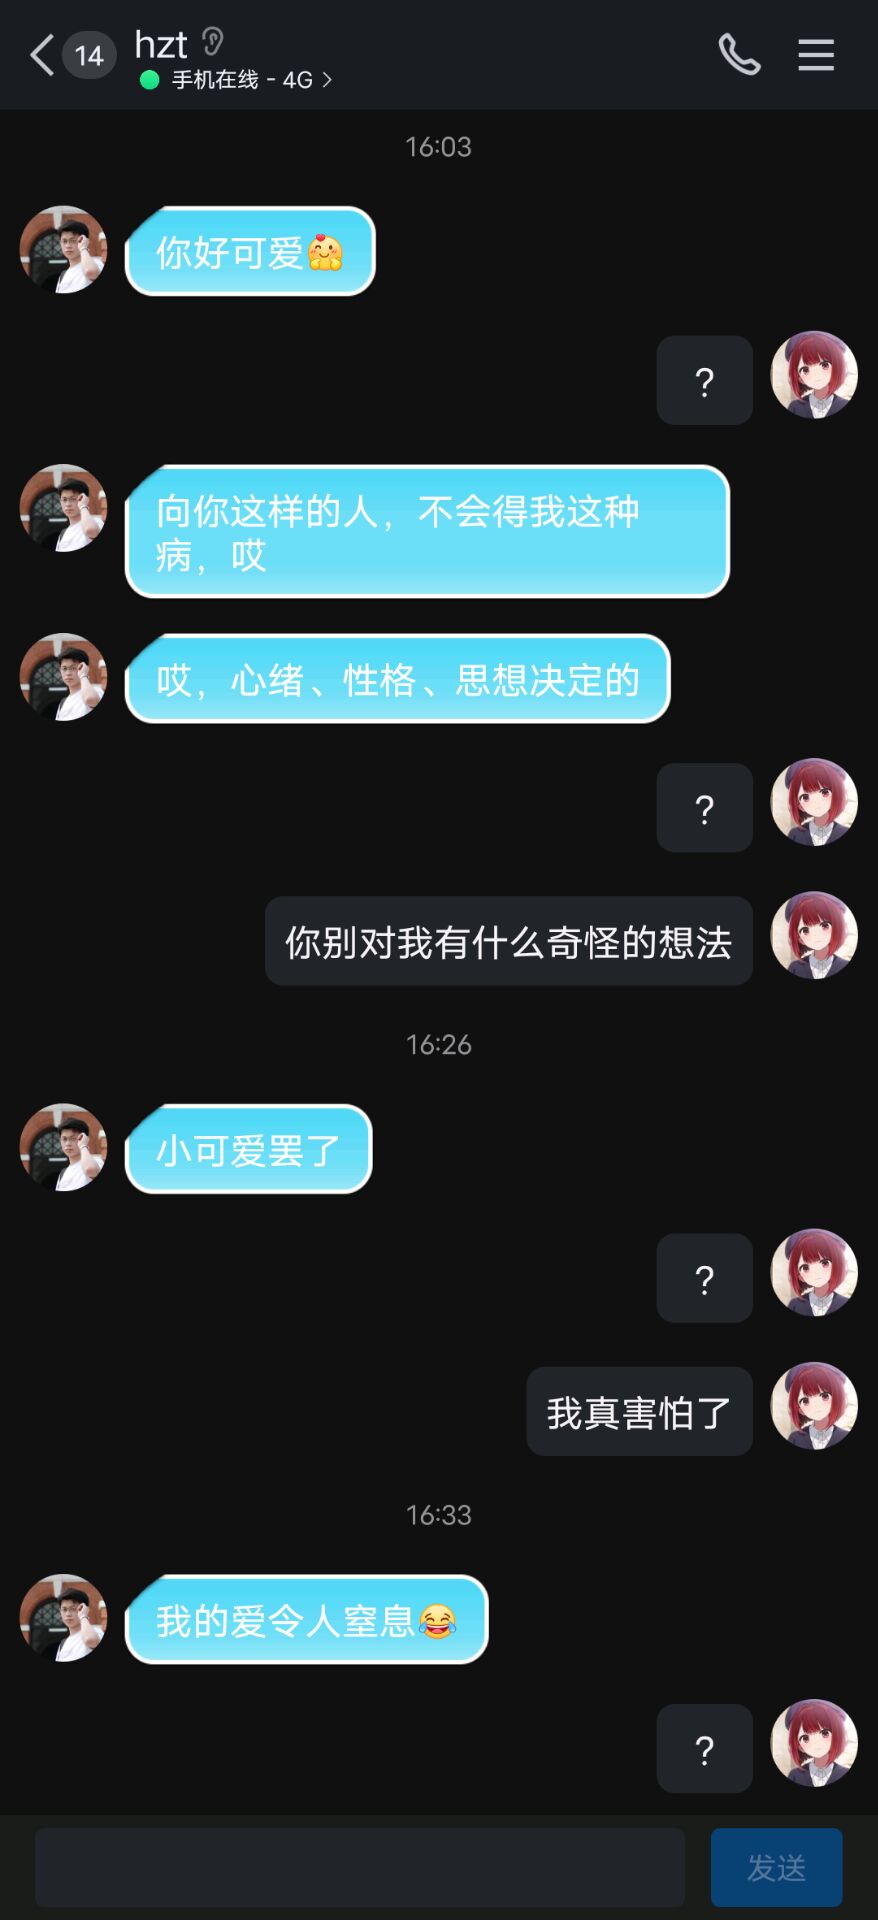 14
hzt
手机在线 - 4G >
16:03
你好可爱🥰
?
向你这样的人，不会得我这种
病，哎
哎，心绪、性格、思想决定的
?
你别对我有什么奇怪的想法
16:26
小可爱罢了
?
我真害怕了
16:33
我的爱令人窒息😂
?
发送